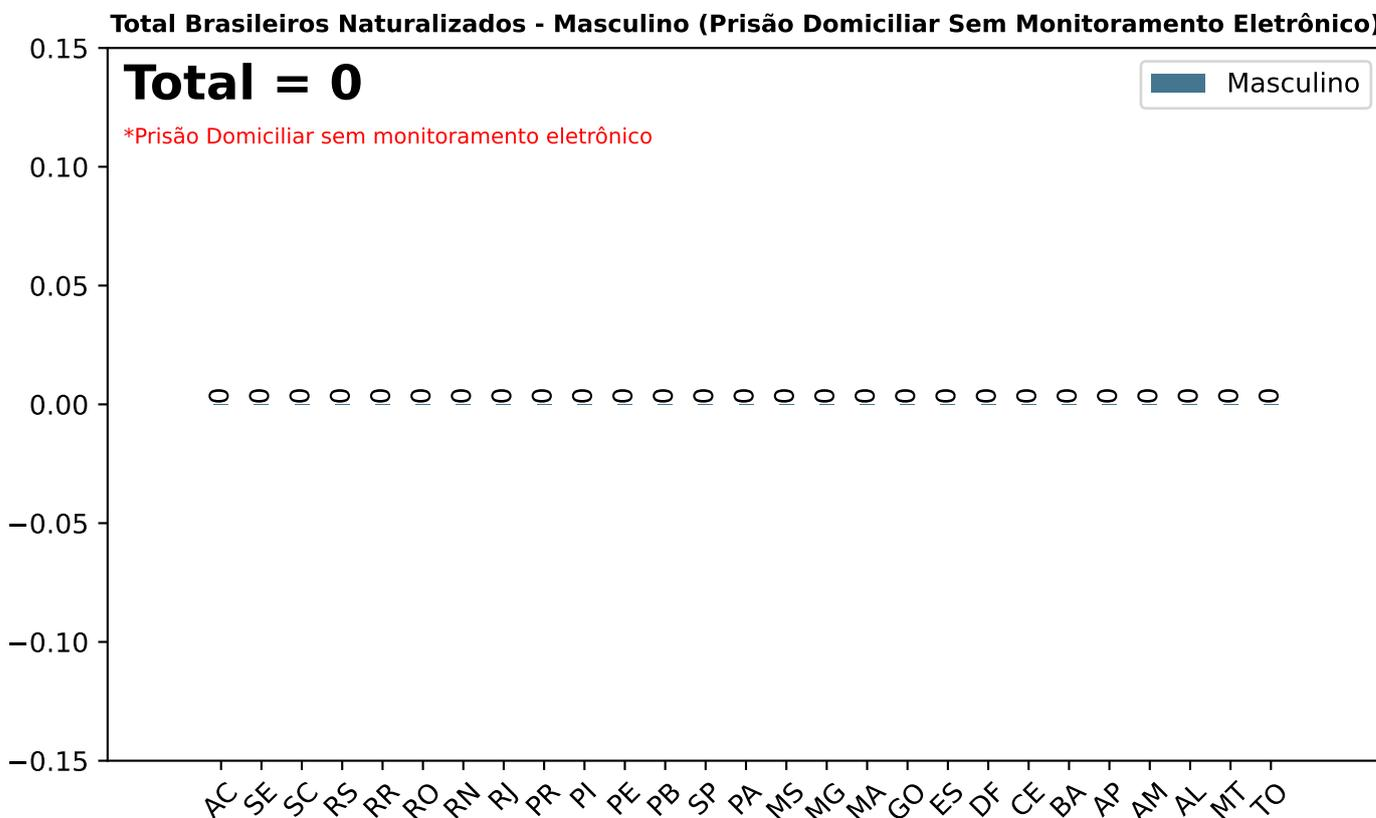 Total Brasileiros Naturalizados - Masculino (Prisão Domiciliar Sem Monitoramento Eletrônico)
0.15
Total = 0
Masculino
*Prisão Domiciliar sem monitoramento eletrônico
0.10
0.05
0 0 0 0 0 0 0 0 0 0 0 0 0 0 0 0 0 0 0 0 0 0 0 0 0 0 0
0.00
−0.05
−0.10
−0.15
AC SE SC RS RR RO RN RJ PR PI PE PB SP PA MS MG MA GO ES DF CE BA AP AM AL MT TO